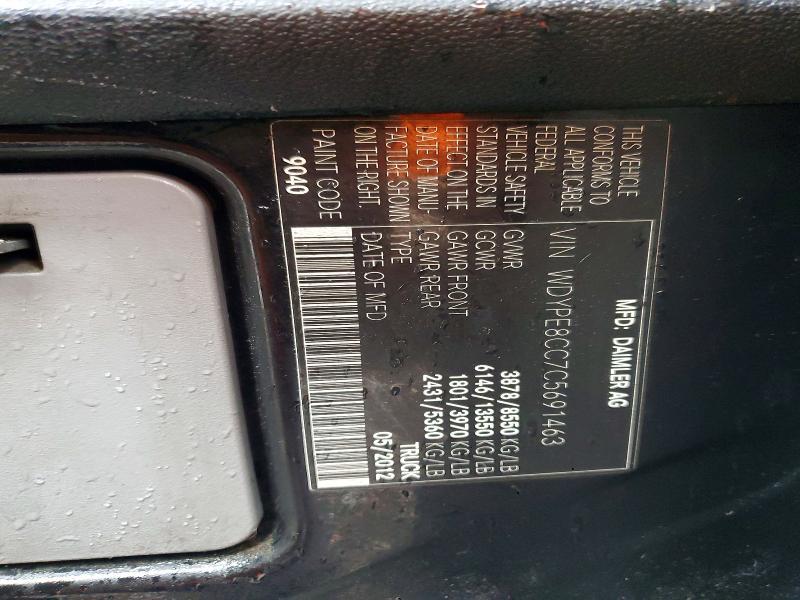 MFD: DAIMLER AG
VIN WDYPE8CC7C5691463
THIS VEHICLE
CONFORMS TO
ALL APPLICABLE
FEDERAL
VEHICLE SAFETY
STANDARDS IN
EFFECT ON THE
DATE OF MANU-
FACTURE SHOWN
ON THE RIGHT.
PAINT CODE
9040
GVWR 3878/8550 KG/LB
GCWR 6146/13550 KG/LB
GAWR FRONT 1801/3970 KG/LB
GAWR REAR 2431/5360 KG/LB
TYPE TRUCK
DATE OF MFD 05/2012